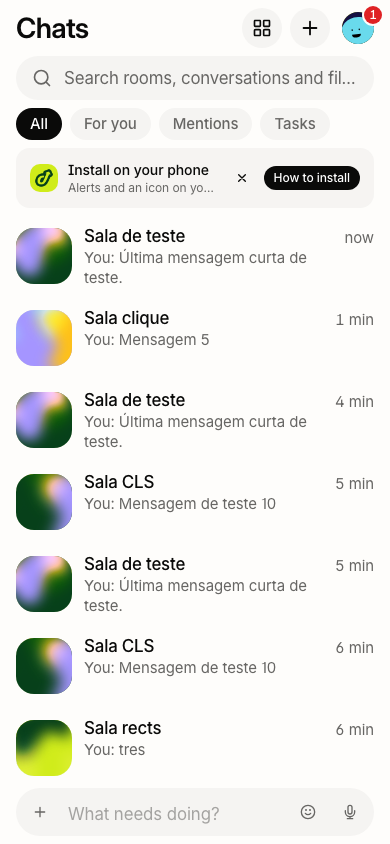 Chats
1
Search rooms, conversations and fil...
All
For you
Mentions
Tasks
Install on your phone
Alerts and an icon on yo...
How to install
Sala de teste
now
You: Última mensagem curta de
teste.
Sala clique
1 min
You: Mensagem 5
Sala de teste
4 min
You: Última mensagem curta de
teste.
Sala CLS
5 min
You: Mensagem de teste 10
Sala de teste
5 min
You: Última mensagem curta de
teste.
Sala CLS
6 min
You: Mensagem de teste 10
Sala rects
6 min
You: tres
What needs doing?